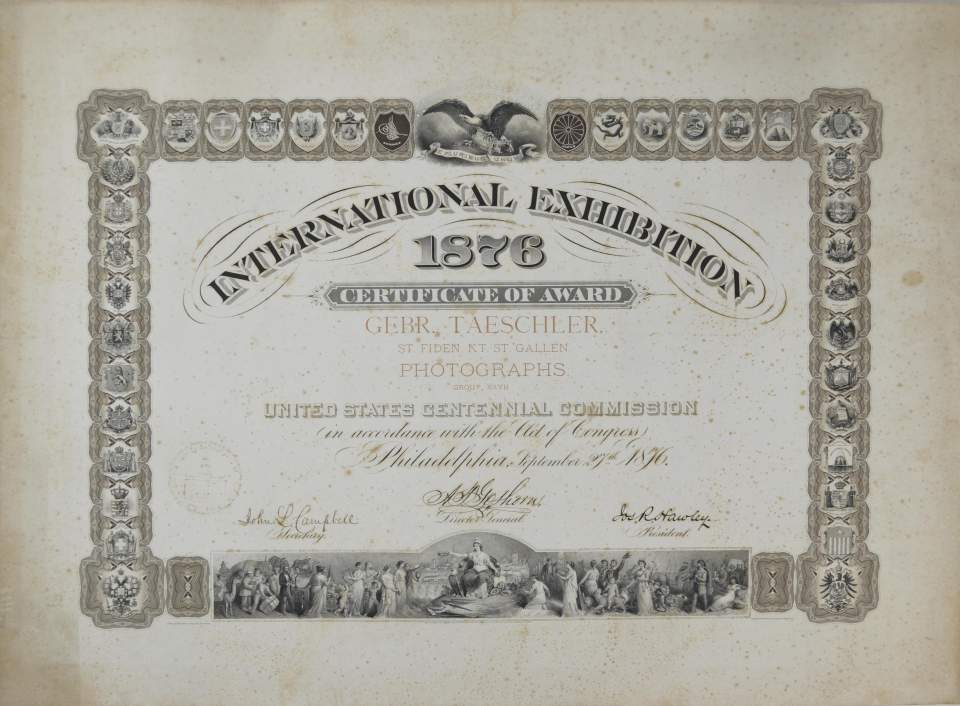 INTERNATIONAL EXHIBITION
1876
CERTIFICATE OF AWARD
GEBR. TAESCHLER.
ST. FIDEN KT. ST GALLEN
PHOTOGRAPHS.
GROUP, XXVII
UNITED STATES CENTENNIAL COMMISSION
(in accordance with the Act of Congress)
Philadelphia, September 27th 1876.
A. T. Goshorn
Director General
John L. Campbell
Secretary.
Jos. R. Hawley
President.